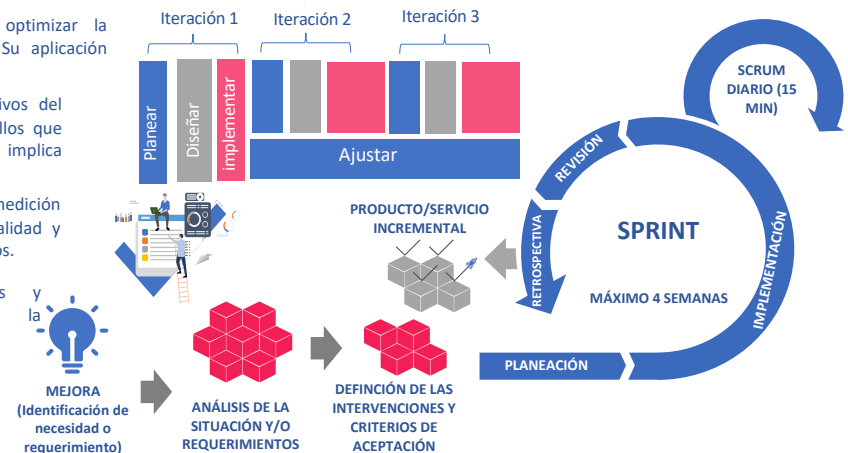 optimizar la
Su aplicación
ivos del
llos que
implica
medición
alidad y
os.
s y
la
Iteración 1
Iteración 2
Iteración 3
Planear
Diseñar
implementar
Ajustar
MEJORA
(Identificación de
necesidad o
requerimiento)
ANÁLISIS DE LA
SITUACIÓN Y/O
REQUERIMIENTOS
DEFINCIÓN DE LAS
INTERVENCIONES Y
CRITERIOS DE
ACEPTACIÓN
PRODUCTO/SERVICIO
INCREMENTAL
PLANEACIÓN
IMPLEMENTACIÓN
REVISIÓN
RETROSPECTIVA
SPRINT
MÁXIMO 4 SEMANAS
SCRUM
DIARIO (15
MIN)